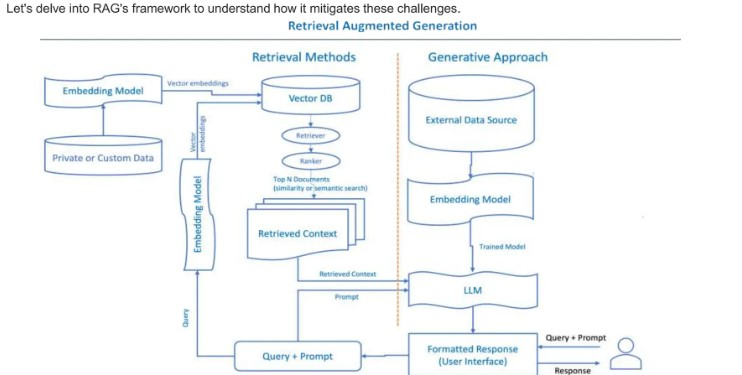 Let's delve into RAG's framework to understand how it mitigates these challenges.
Retrieval Augmented Generation
Retrieval Methods
Generative Approach
Embedding Model
Vector embeddings
Vector DB
External Data Source
Vector
embeddings
Retriever
Private or Custom Data
Ranker
Top N Documents
(similarity or semantic search)
Embedding Model
Embedding Model
Retrieved Context
Trained Model
Retrieved Context
LLM
Prompt
Query
Query + Prompt
Formatted Response
(User Interface)
Query + Prompt
Response